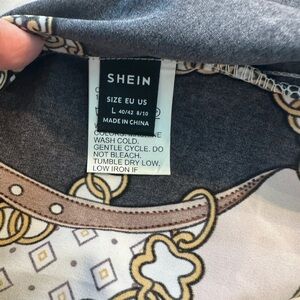 SHEIN
SIZE EU US
L 40/42 8/10
MADE IN CHINA
WASH COLD.
GENTLE CYCLE. DO
NOT BLEACH.
TUMBLE DRY LOW,
LOW IRON IF